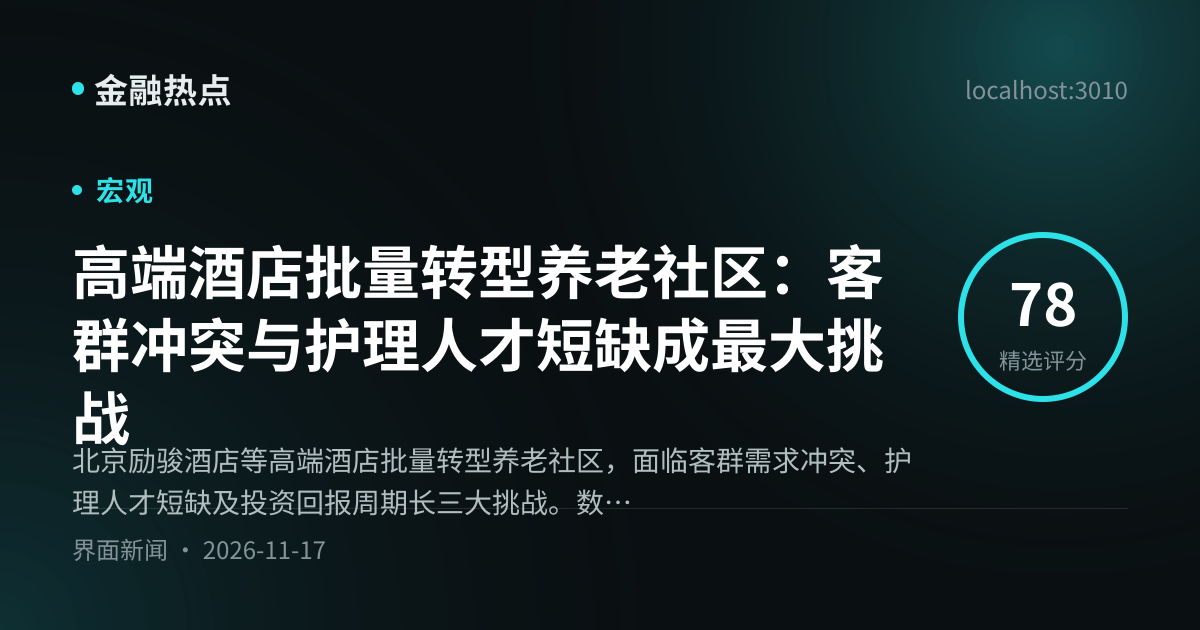 金融热点
localhost:3010
宏观
高端酒店批量转型养老社区：客
群冲突与护理人才短缺成最大挑
战
78
精选评分
北京励骏酒店等高端酒店批量转型养老社区，面临客群需求冲突、护
理人才短缺及投资回报周期长三大挑战。数…
界面新闻 · 2026-11-17